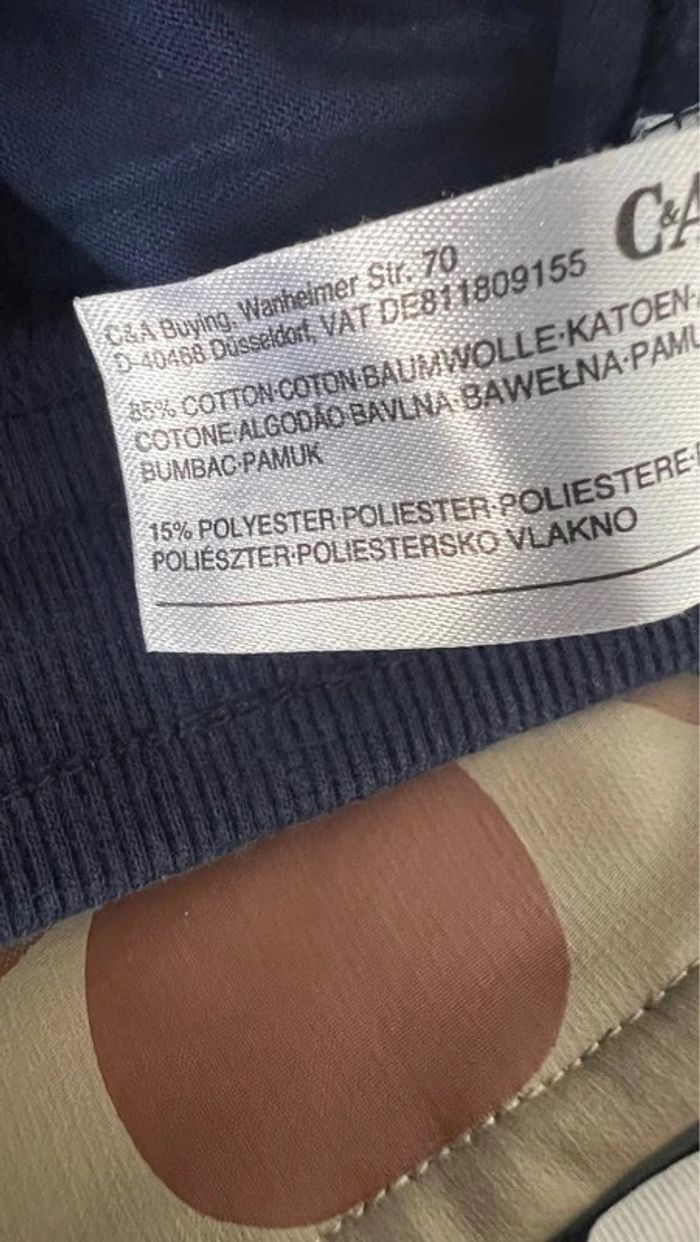 C&A
C&A Buying, Wanheimer Str. 70
D-40468 Düsseldorf, VAT DE811809155
85% COTTON·COTON·BAUMWOLLE·KATOEN·
COTONE·ALGODÃO·BAVLNA·BAWEŁNA·PAMU
BUMBAC·PAMUK
15% POLYESTER·POLIESTER·POLIESTERE·
POLIÉSZTER·POLIESTERSKO VLAKNO